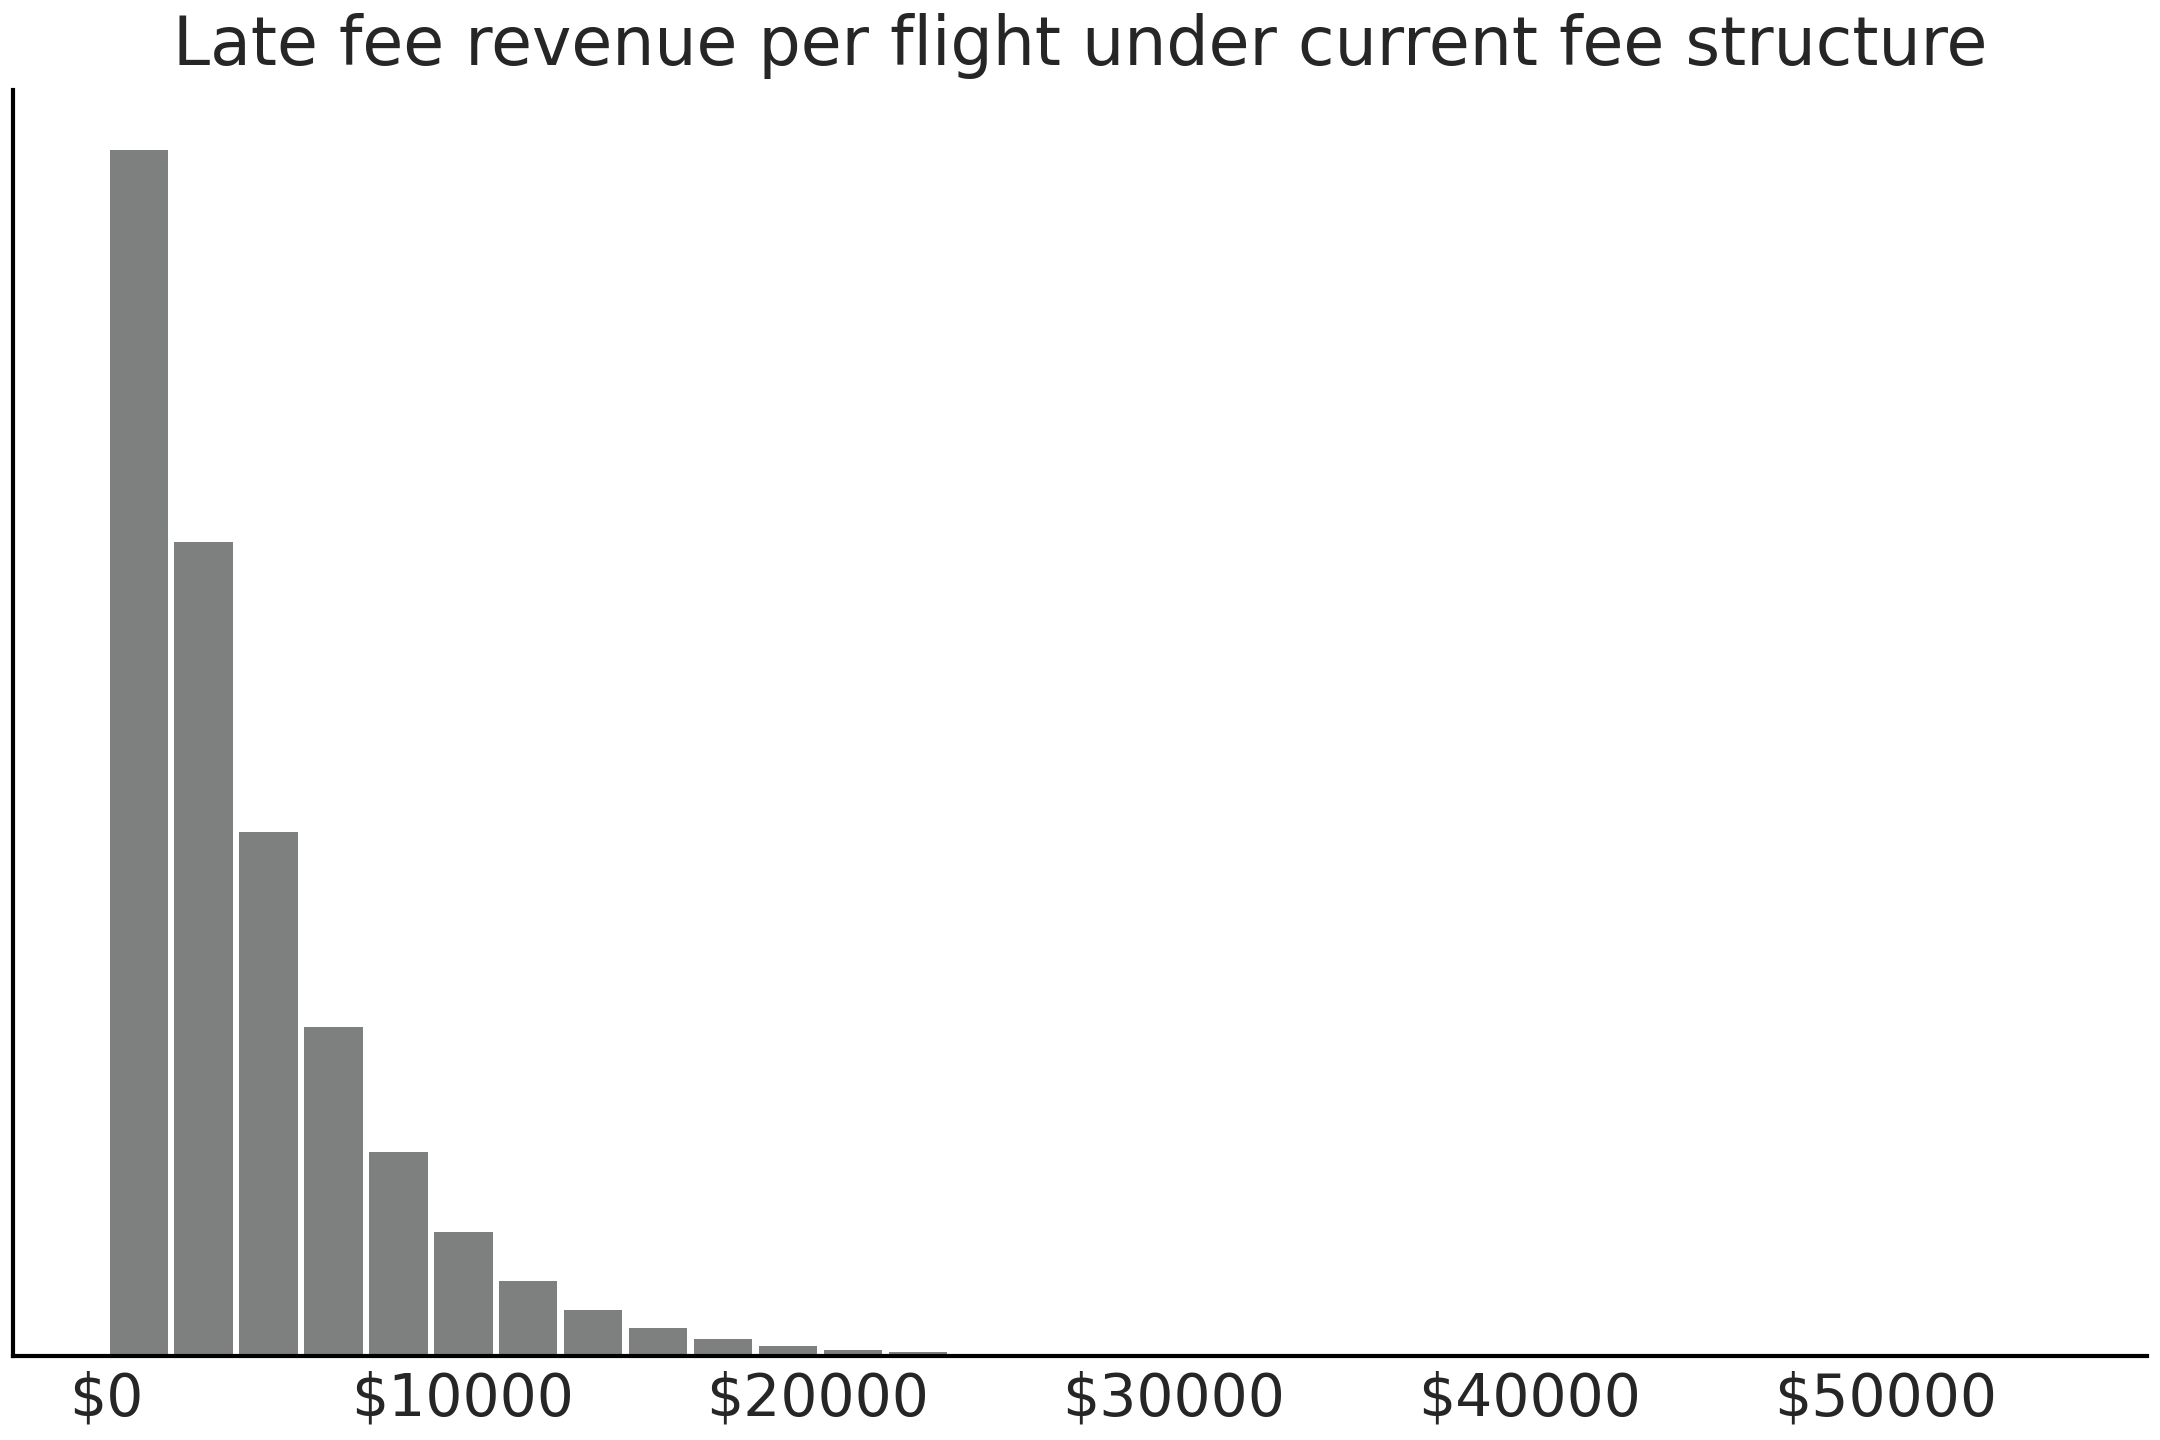 Late fee revenue per flight under current fee structure
$0 $10000 $20000 $30000 $40000 $50000